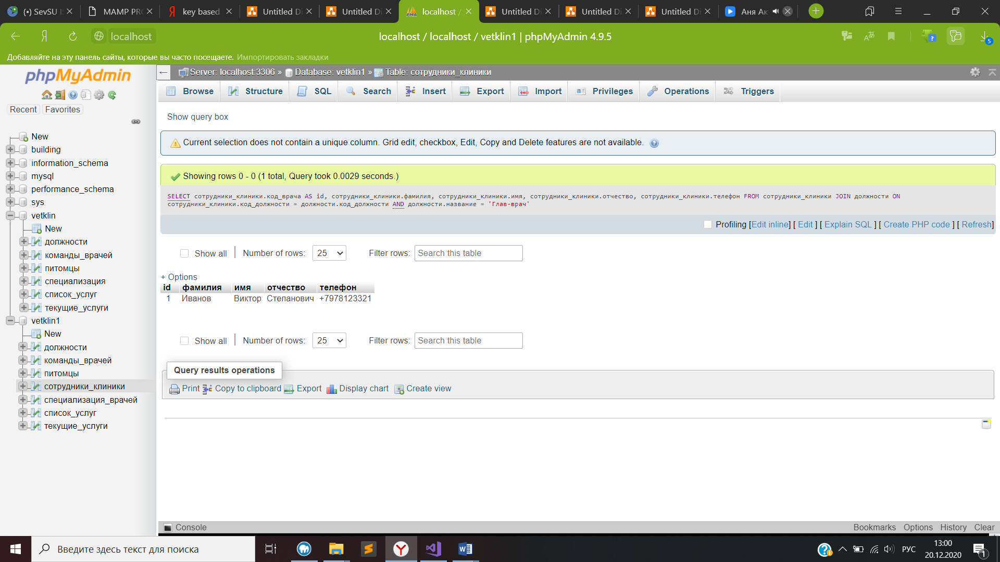 (•) SevSU IS
MAMP PRO
key based
Untitled Di
Untitled Di
localhost /
Untitled Di
Untitled Di
Untitled Di
Аня Ак
Я
localhost
localhost / localhost / vetklin1 | phpMyAdmin 4.9.5
5
Добавляйте на эту панель сайты, которые вы часто посещаете. Импортировать закладки
phpMyAdmin
Recent Favorites
New
building
information_schema
mysql
performance_schema
sys
vetklin
New
должности
команды_врачей
питомцы
специализация
список_услуг
текущие_услуги
vetklin1
New
должности
команды_врачей
питомцы
сотрудники_клиники
специализация_врачей
список_услуг
текущие_услуги
Server: localhost:3306 » Database: vetklin1 » Table: сотрудники_клиники
Browse Structure SQL Search Insert Export Import Privileges Operations Triggers
Show query box
Current selection does not contain a unique column. Grid edit, checkbox, Edit, Copy and Delete features are not available.
Showing rows 0 - 0 (1 total, Query took 0.0029 seconds.)
SELECT сотрудники_клиники.код_врача AS id, сотрудники_клиники.фамилия, сотрудники_клиники.имя, сотрудники_клиники.отчество, сотрудники_клиники.телефон FROM сотрудники_клиники JOIN должности ON
сотрудники_клиники.код_должности = должности.код_должности AND должности.название = 'Глав-врач'
Profiling [Edit inline] [ Edit ] [ Explain SQL ] [ Create PHP code ] [ Refresh]
Show all | Number of rows: 25 Filter rows: Search this table
+ Options
id фамилия имя отчество телефон
1 Иванов Виктор Степанович +7978123321
Show all | Number of rows: 25 Filter rows: Search this table
Query results operations
Print Copy to clipboard Export Display chart Create view
Console Bookmarks Options History Clear
Введите здесь текст для поиска
РУС
13:00
20.12.2020
1